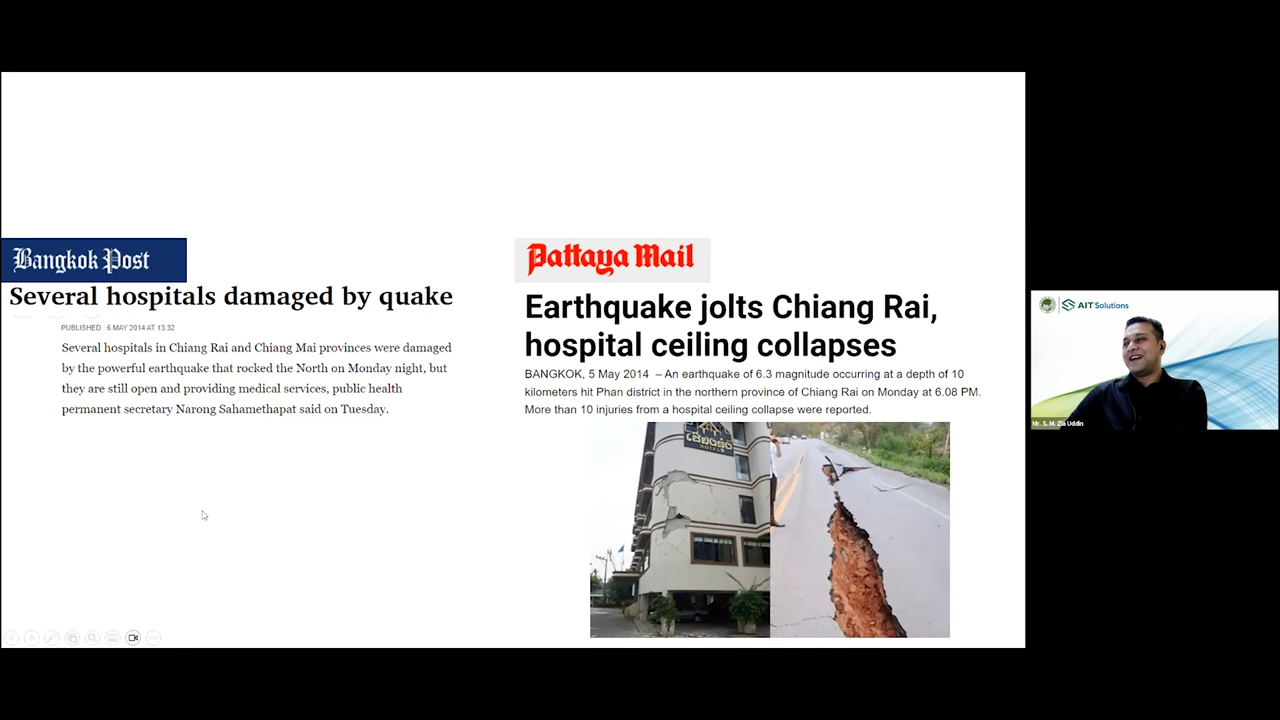 Bangkok Post
Several hospitals damaged by quake
PUBLISHED : 6 MAY 2014 AT 13:32
Several hospitals in Chiang Rai and Chiang Mai provinces were damaged
by the powerful earthquake that rocked the North on Monday night, but
they are still open and providing medical services, public health
permanent secretary Narong Sahamethapat said on Tuesday.
Pattaya Mail
Earthquake jolts Chiang Rai,
hospital ceiling collapses
BANGKOK, 5 May 2014 – An earthquake of 6.3 magnitude occurring at a depth of 10
kilometers hit Phan district in the northern province of Chiang Rai on Monday at 6.08 PM.
More than 10 injuries from a hospital ceiling collapse were reported.
HOTEL
AIT Solutions
Mr. S. M. Zia Uddin